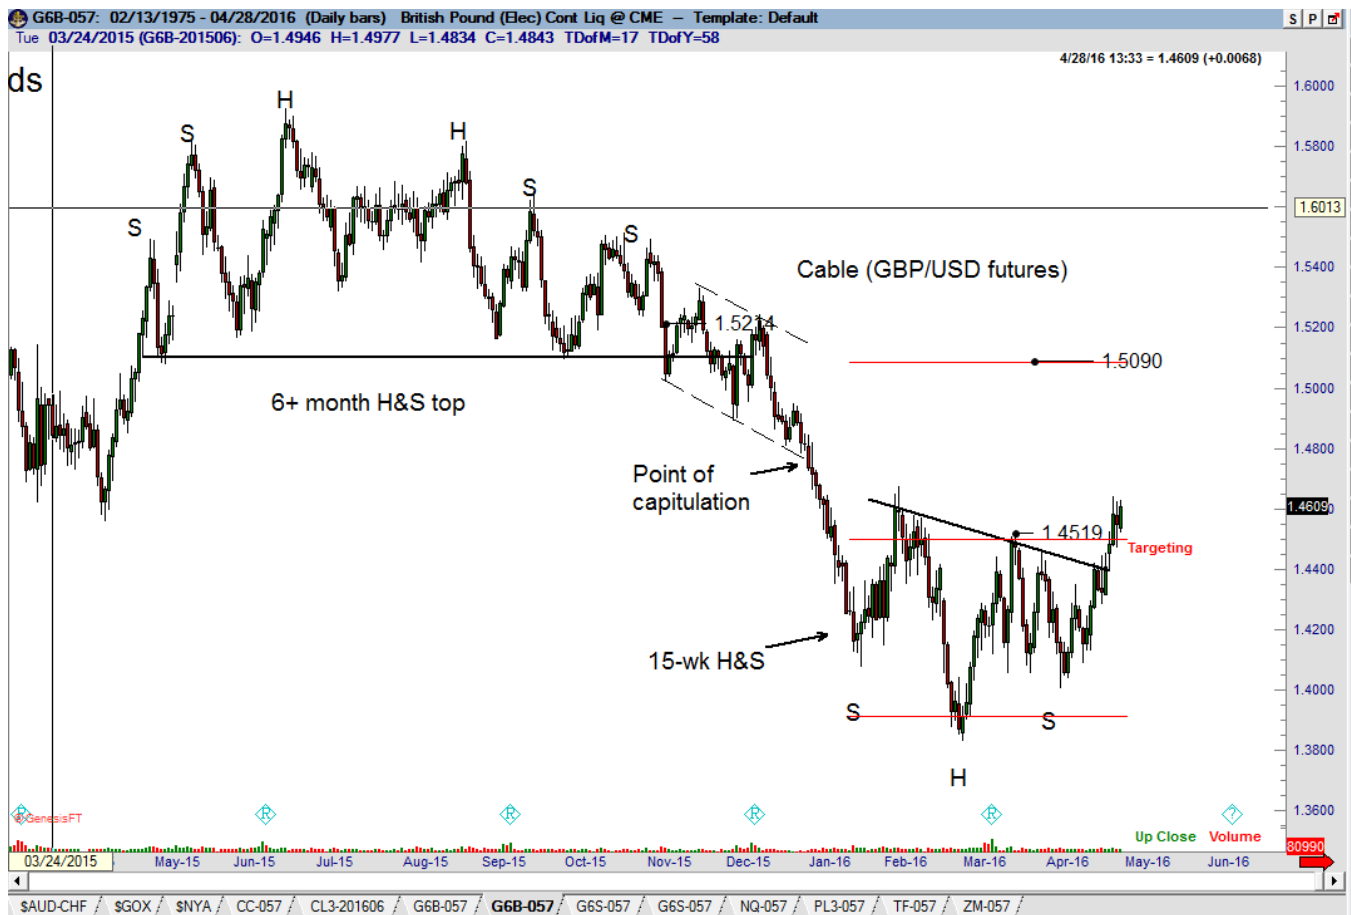 G6B-057: 02/13/1975 - 04/28/2016 (Daily bars) British Pound (Elec) Cont Liq @ CME — Template: Default
S P
Tue 03/24/2015 (G6B-201506): O=1.4946 H=1.4977 L=1.4834 C=1.4843 TDofM=17 TDofY=58
4/28/16 13:33 = 1.4609 (+0.0068)
ds
1.6000
H
S
H
1.5800
S
1.6013
S
S
Cable (GBP/USD futures)
1.5400
1.5214
1.5200
1.5090
1.5000
6+ month H&S top
1.4800
Point of
capitulation
1.4609
1.4519
Targeting
1.4400
1.4200
15-wk H&S
1.4000
S
S
1.3800
H
R
R
R
R
R
?
1.3600
© GenesisFT
Up Close Volume
80990
03/24/2015 May-15 Jun-15 Jul-15 Aug-15 Sep-15 Oct-15 Nov-15 Dec-15 Jan-16 Feb-16 Mar-16 Apr-16 May-16 Jun-16
$AUD-CHF $GOX $NYA CC-057 CL3-201606 G6B-057 G6B-057 G6S-057 G6S-057 NQ-057 PL3-057 TF-057 ZM-057